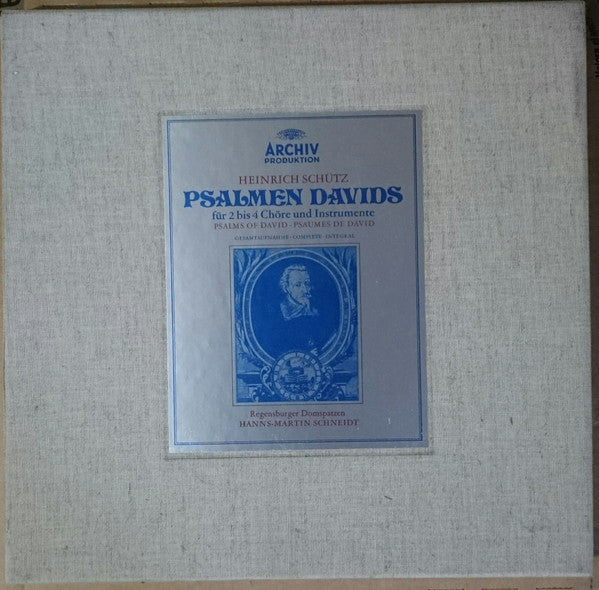 ARCHIV
PRODUKTION
HEINRICH SCHÜTZ
PSALMEN DAVIDS
für 2 bis 4 Chöre und Instrumente
PSALMS OF DAVID · PSAUMES DE DAVID
GESAMTAUFNAHME · COMPLETE · INTEGRAL
Regensburger Domspatzen
HANNS-MARTIN SCHNEIDT